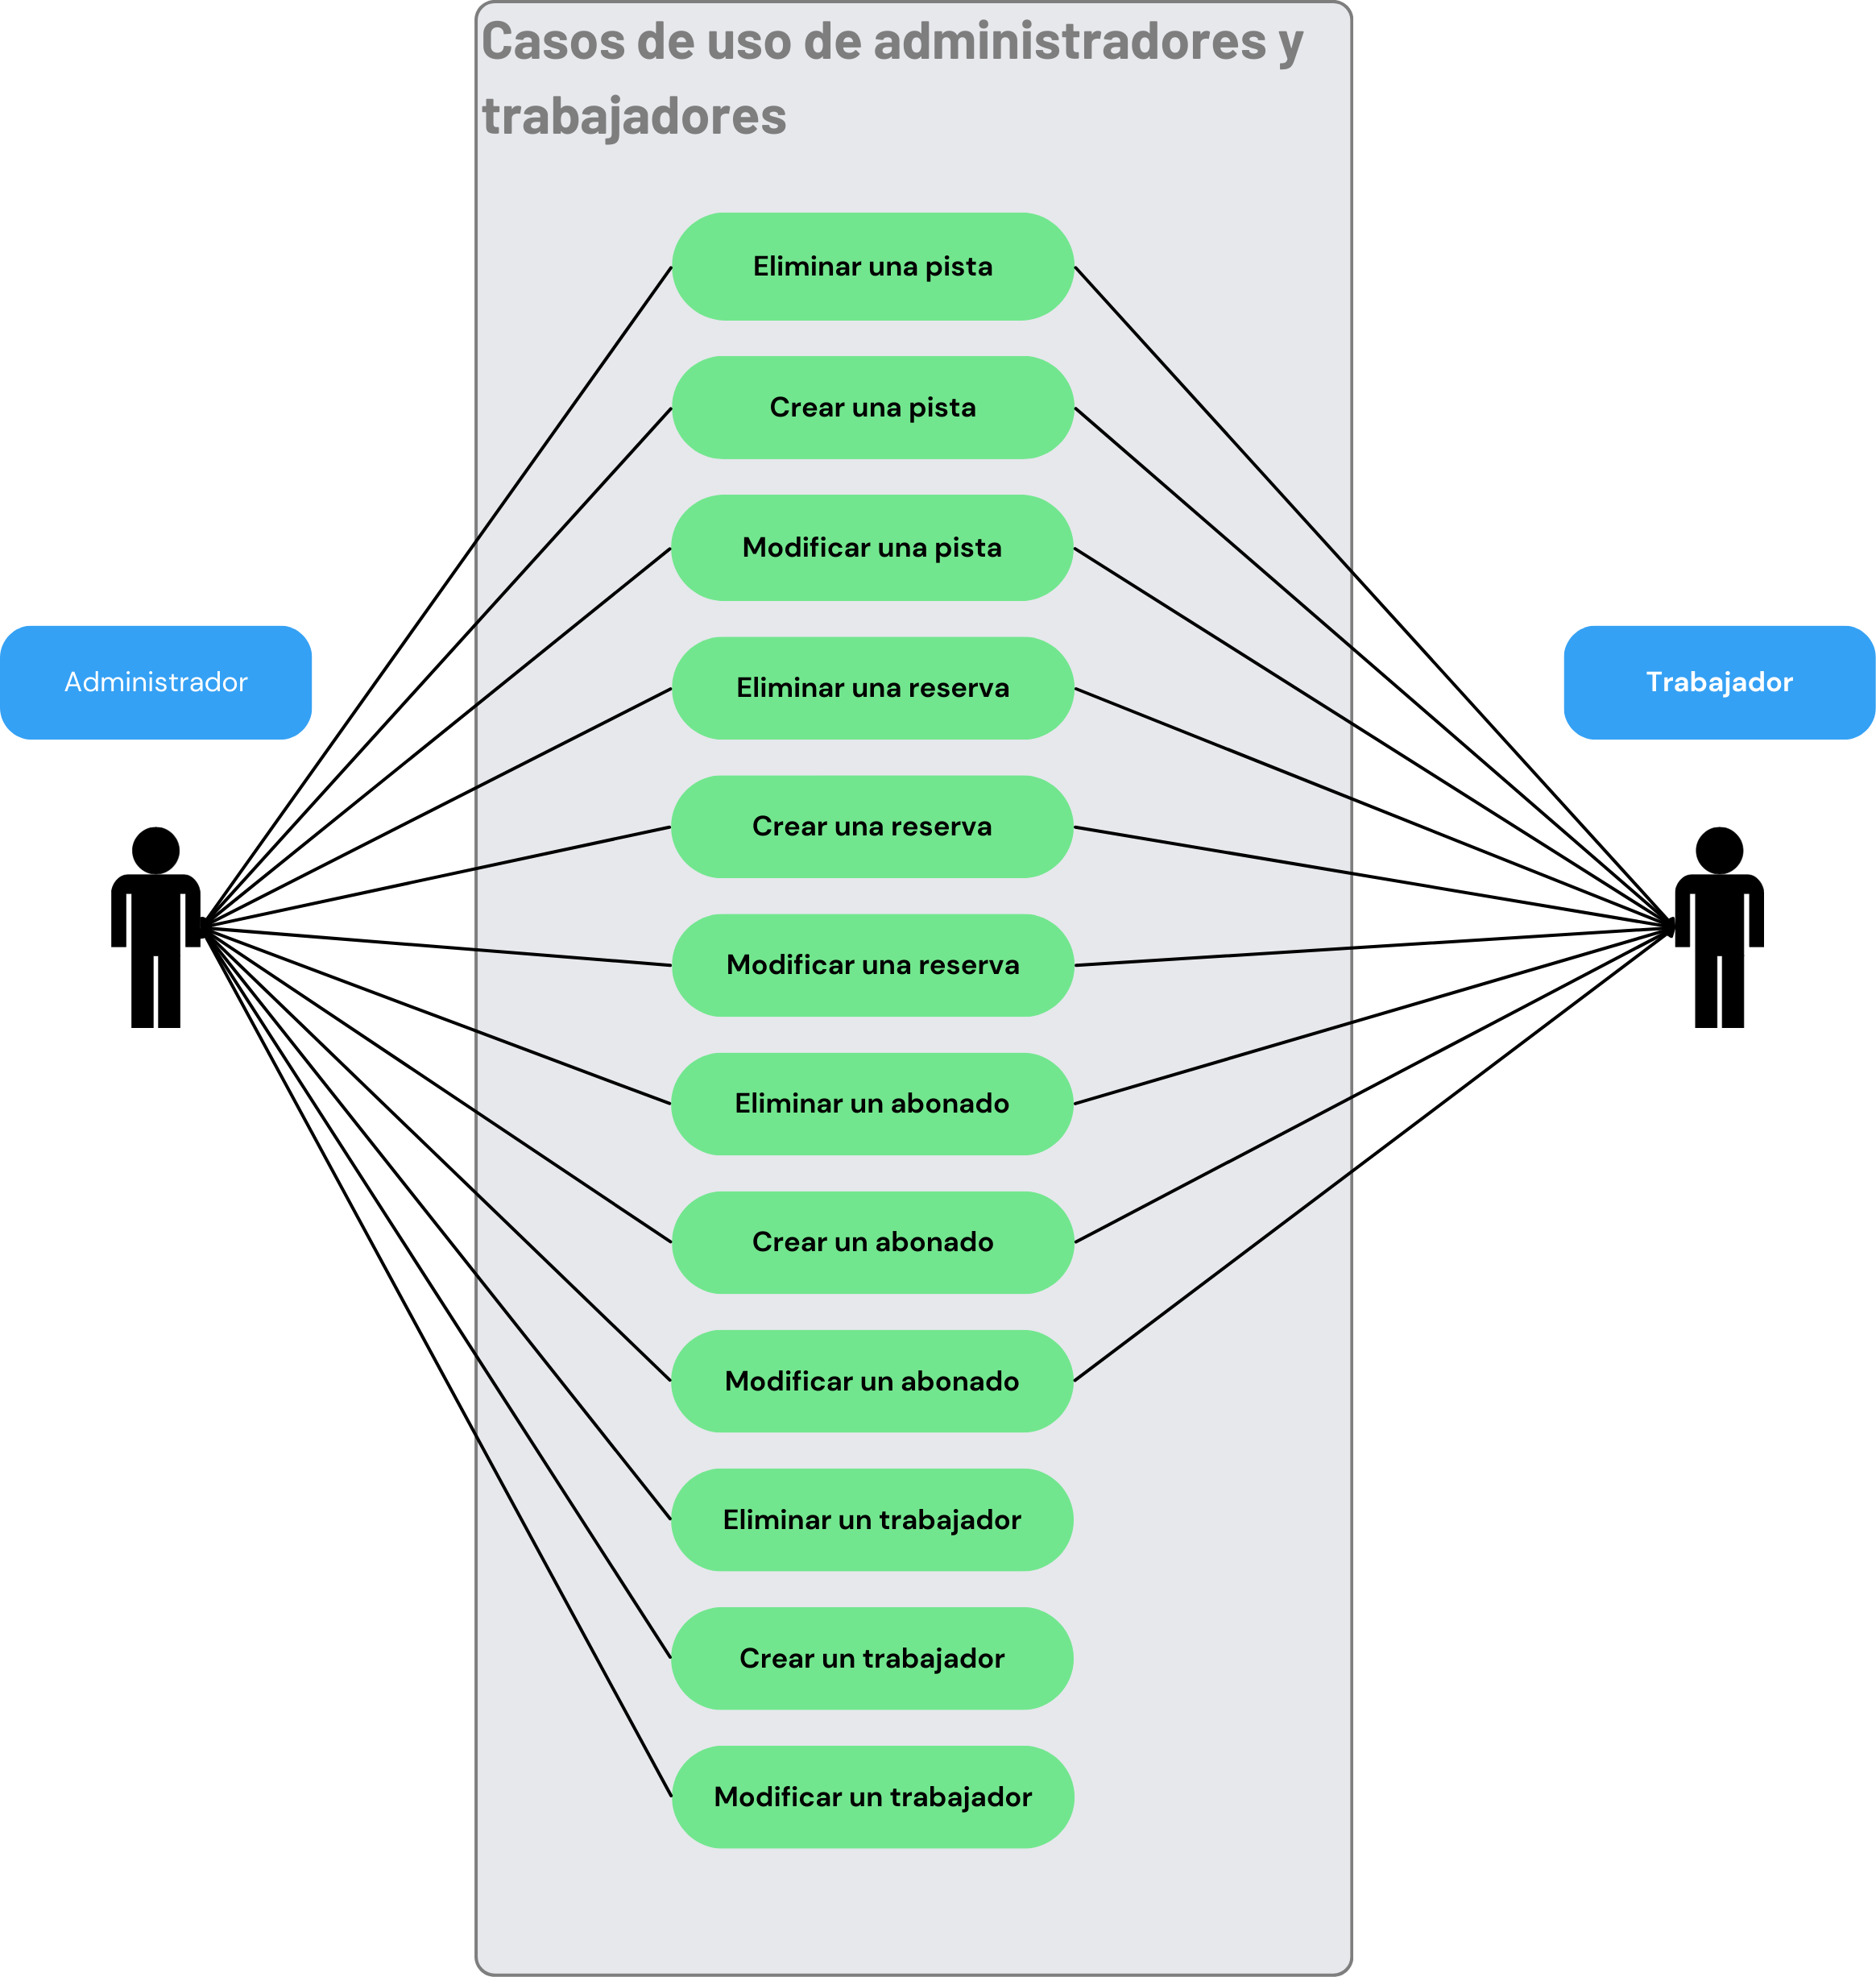 Casos de uso de administradores y
trabajadores
Eliminar una pista
Crear una pista
Modificar una pista
Administrador
Eliminar una reserva
Trabajador
Crear una reserva
Modificar una reserva
Eliminar un abonado
Crear un abonado
Modificar un abonado
Eliminar un trabajador
Crear un trabajador
Modificar un trabajador